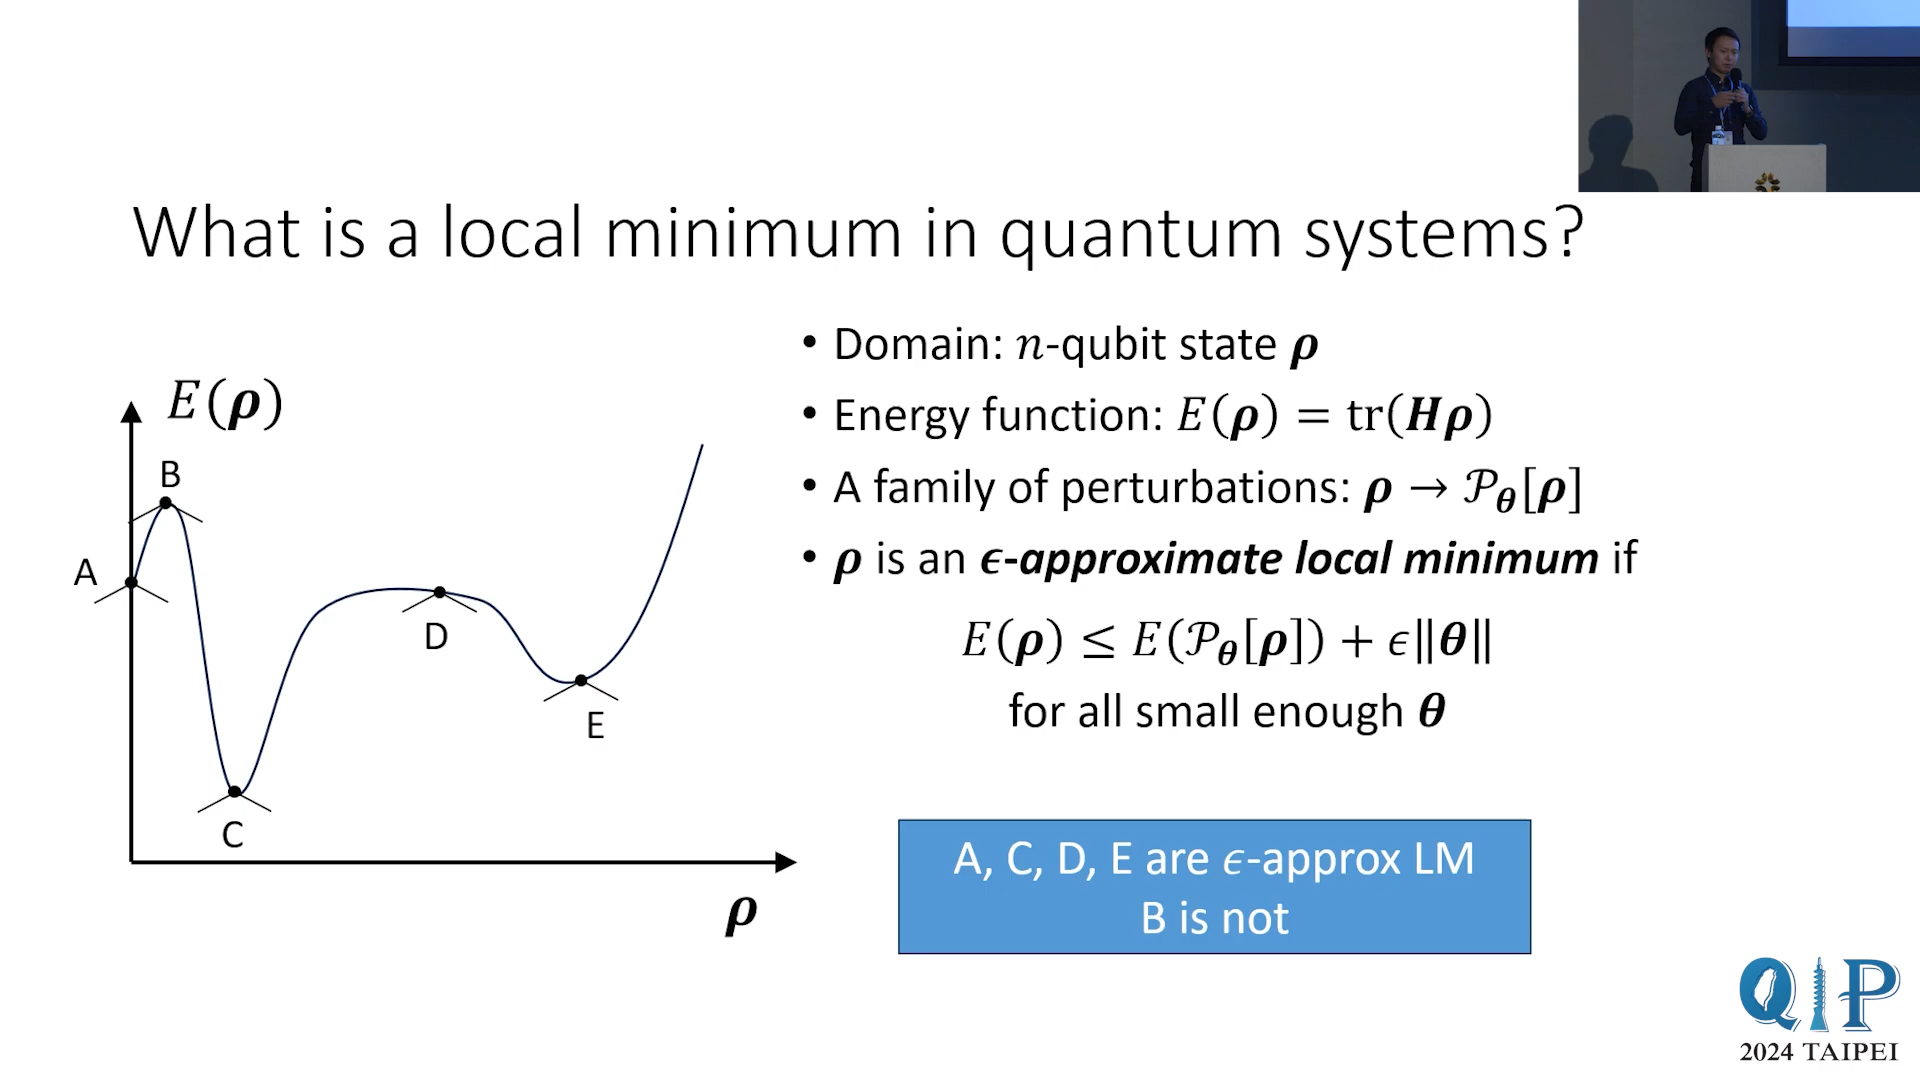 What is a local minimum in quantum systems?
E(ρ)
B
A
D
E
C
ρ
• Domain: n-qubit state ρ
• Energy function: E(ρ) = tr(Hρ)
• A family of perturbations: ρ → 𝒫_θ[ρ]
• ρ is an ϵ-approximate local minimum if
E(ρ) ≤ E(𝒫_θ[ρ]) + ϵ‖θ‖
for all small enough θ
A, C, D, E are ϵ-approx LM
B is not
QIP
2024 TAIPEI